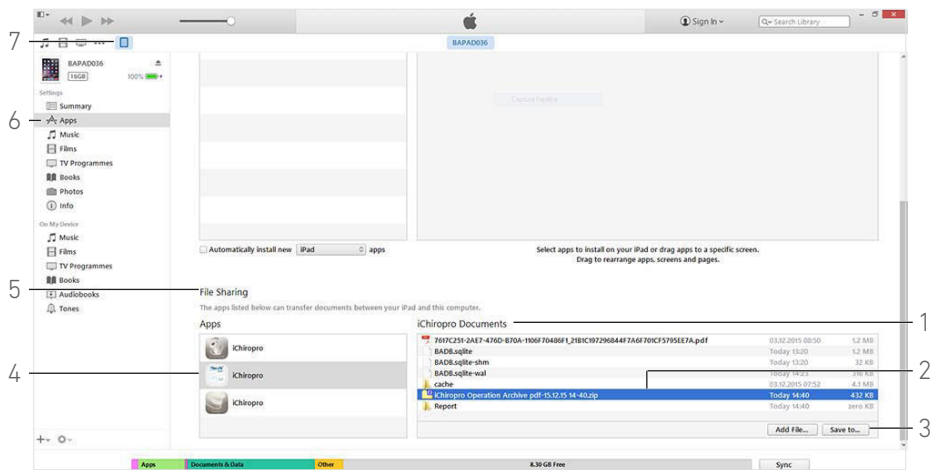 Sign In
Search Library
7
BAPAD036
BAPAD036
16GB
100%
Settings
Summary
6
Apps
Music
Films
TV Programmes
Books
Photos
Info
On My Device
Music
Films
TV Programmes
Books
Audiobooks
Tones
Automatically install new iPad apps
Select apps to install on your iPad or drag apps to a specific screen.
Drag to rearrange apps, screens and pages.
5
File Sharing
The apps listed below can transfer documents between your iPad and this computer.
Apps
iChiropro
4
iChiropro
iChiropro
iChiropro Documents
1
7617C251-2AE7-476D-B70A-1106F70486F1_21B1C197296844F7A6F701CF5795EE7A.pdf 03.12.2015 08:50 1.2 MB
BADB.sqlite Today 13:20 1.2 MB
BADB.sqlite-shm Today 13:20 32 KB
BADB.sqlite-wal Today 14:23 316 KB
2
cache 03.12.2015 07:52 4.1 MB
iChiropro Operation Archive pdf-15.12.15 14-40.zip Today 14:40 432 KB
Report Today 14:40 zero KB
Add File... Save to...
3
Apps Documents & Data Other 8.30 GB Free Sync